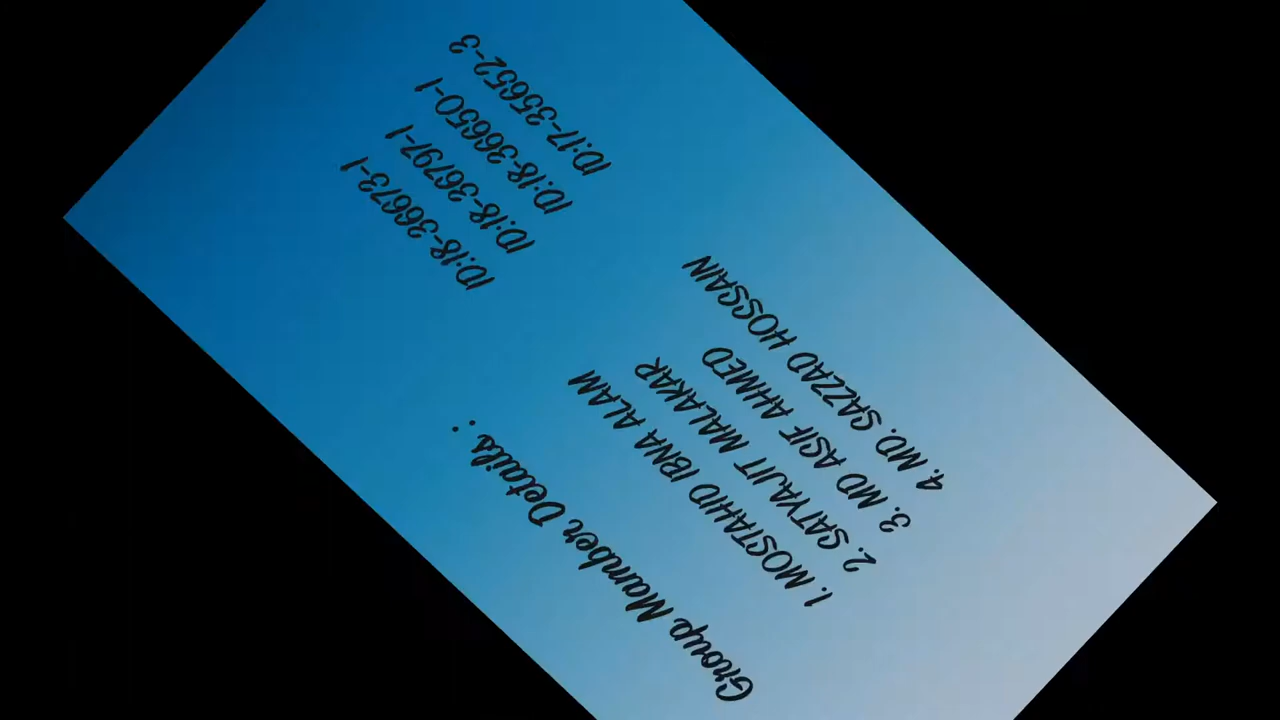 Group Mamber Details :
1. MOSTAHID IBNA ALAM ID:18-36673-1
2. SATYAJIT MALAKAR ID:18-36797-1
3. MD ASIF AHMED ID:18-36650-1
4. MD. SAZZAD HOSSAIN ID:17-35652-3